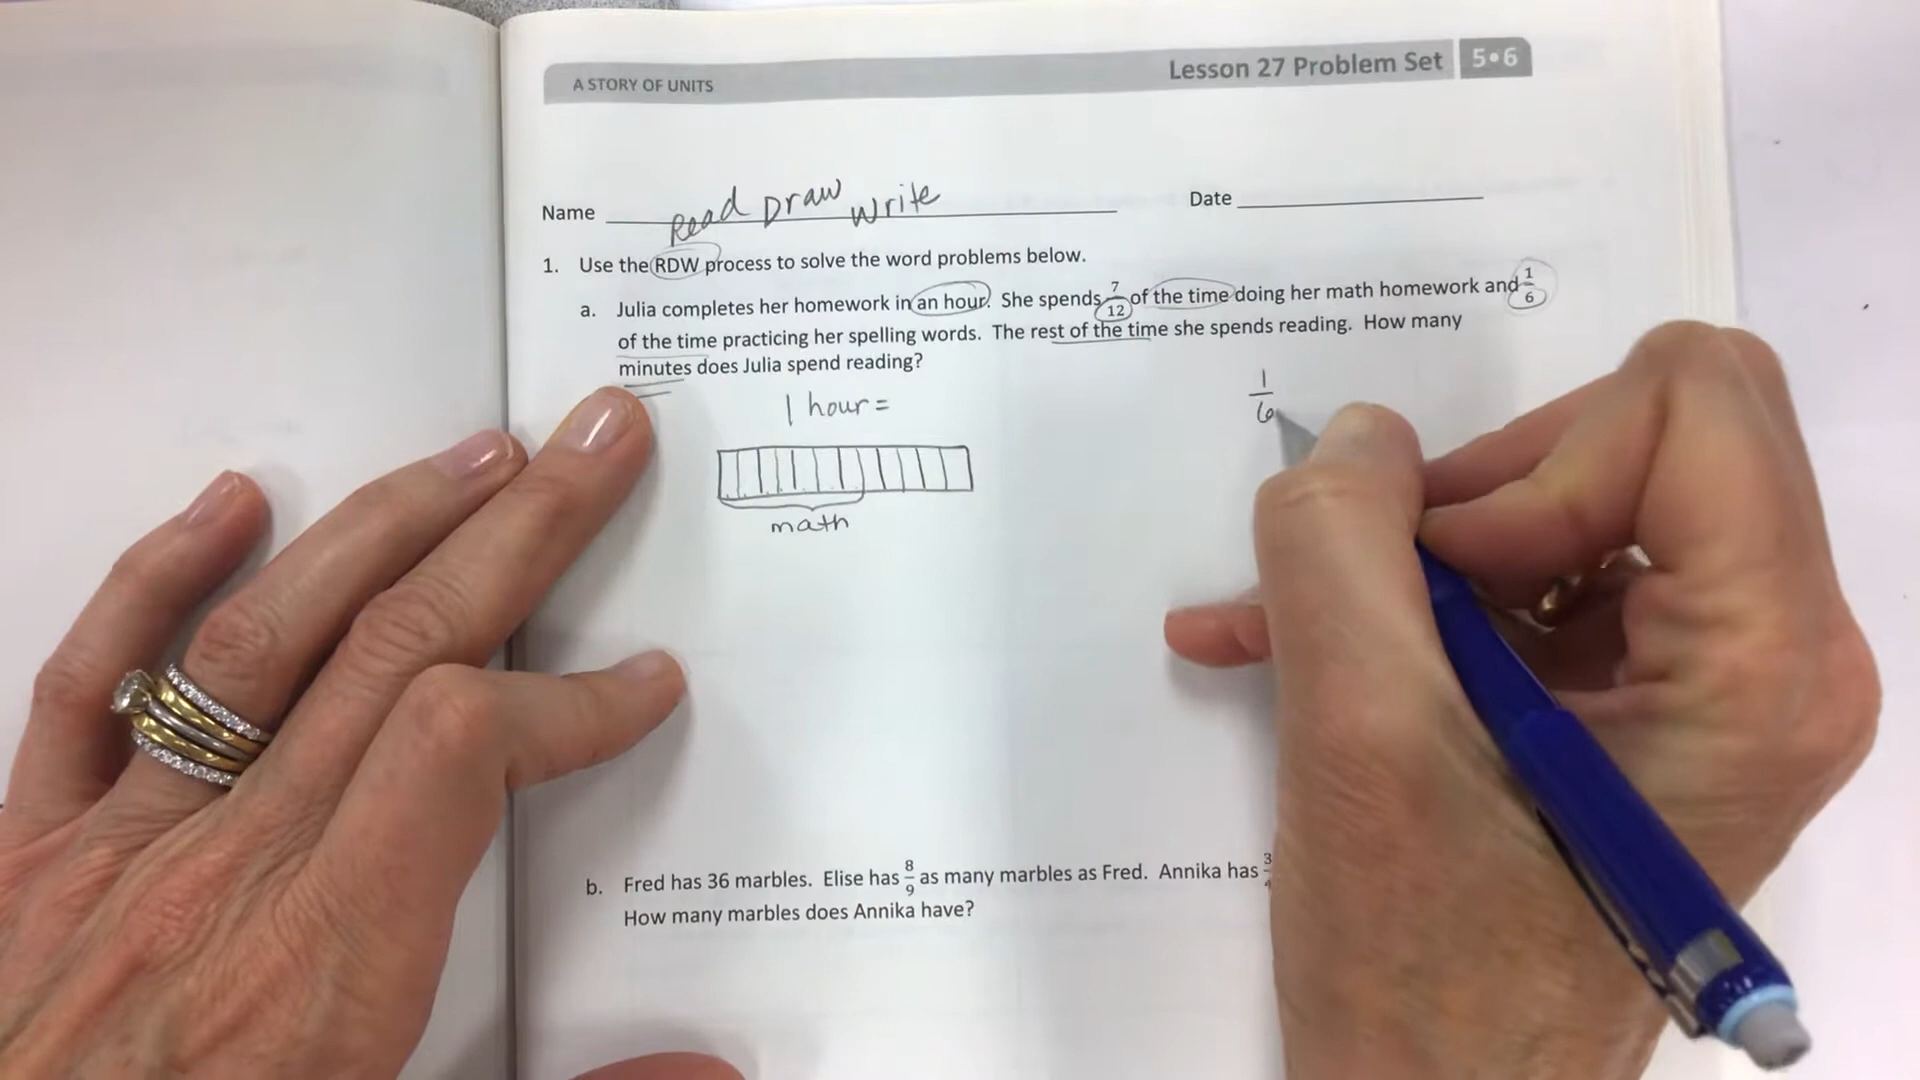 A STORY OF UNITS Lesson 27 Problem Set 5•6
Name Read Draw Write Date
1. Use the RDW process to solve the word problems below.
a. Julia completes her homework in an hour. She spends 7/12 of the time doing her math homework and 1/6
of the time practicing her spelling words. The rest of the time she spends reading. How many
minutes does Julia spend reading?
1 hour =
1/6
math
b. Fred has 36 marbles. Elise has 8/9 as many marbles as Fred. Annika has 3/4
How many marbles does Annika have?